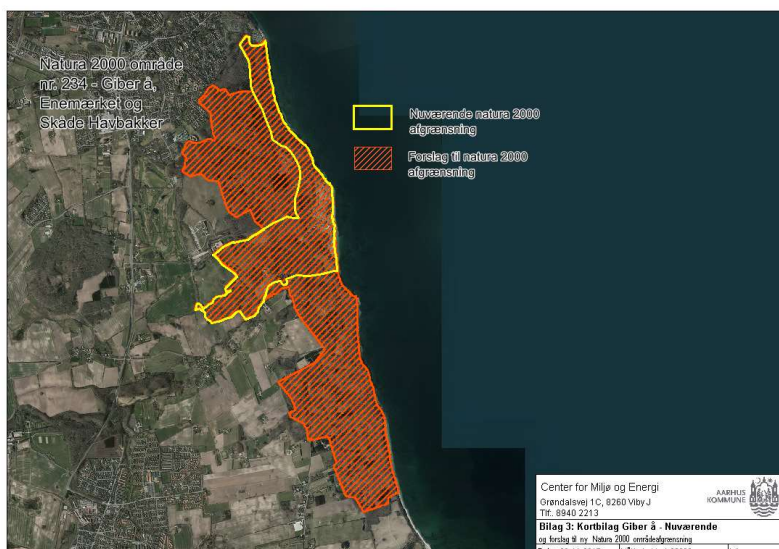 Natura 2000 område
nr. 234 - Giber å,
Enemærket og
Skåde Havbakker
Nuværende natura 2000
afgrænsning
Forslag til natura 2000
afgrænsning
Center for Miljø og Energi
Grøndalsvej 1C, 8260 Viby J
Tlf.: 8940 2213
AARHUS
KOMMUNE
Bilag 3: Kortbilag Giber å - Nuværende
og forslag til ny Natura 2000 områdeafgrænsning